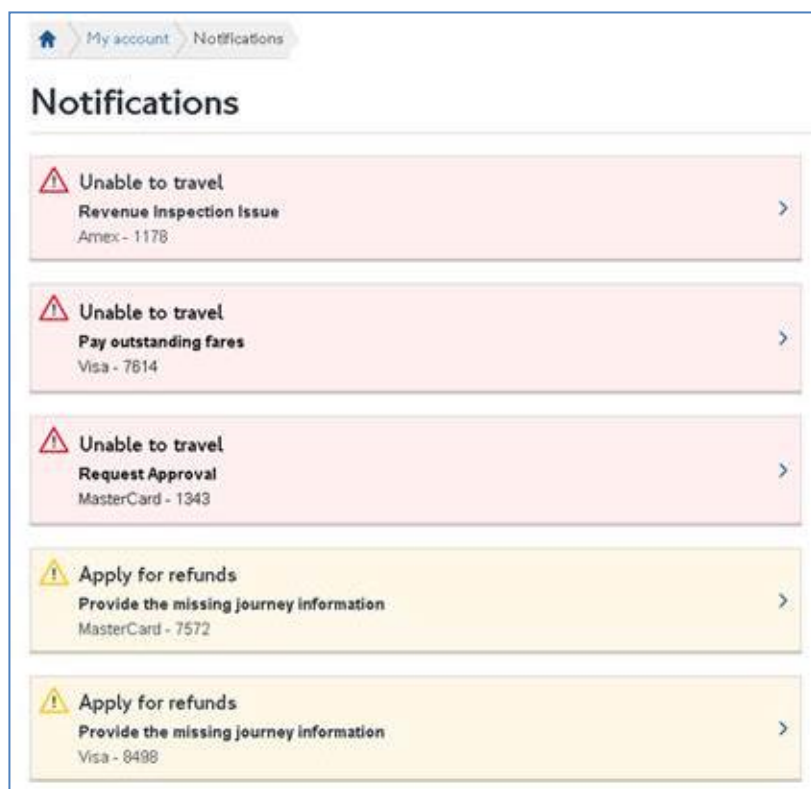 My account Notifications
Notifications
Unable to travel
Revenue Inspection Issue
Amex - 1178
Unable to travel
Pay outstanding fares
Visa - 7614
Unable to travel
Request Approval
MasterCard - 1343
Apply for refunds
Provide the missing journey information
MasterCard - 7572
Apply for refunds
Provide the missing journey information
Visa - 8498